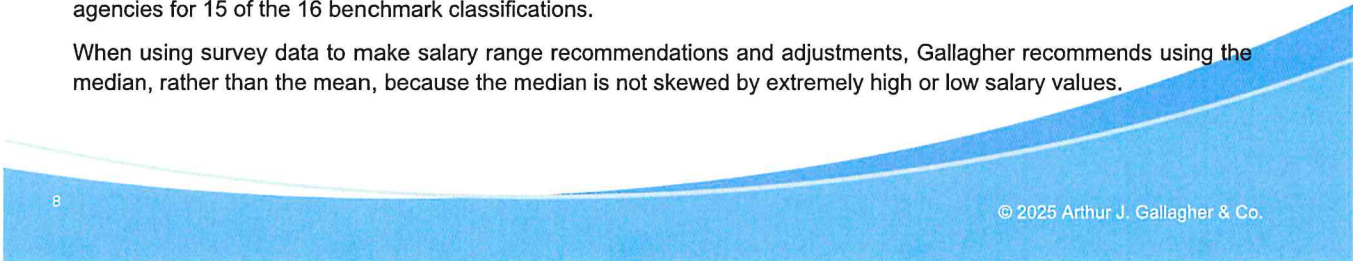 agencies for 15 of the 16 benchmark classifications.
When using survey data to make salary range recommendations and adjustments, Gallagher recommends using the
median, rather than the mean, because the median is not skewed by extremely high or low salary values.
8
© 2025 Arthur J. Gallagher & Co.